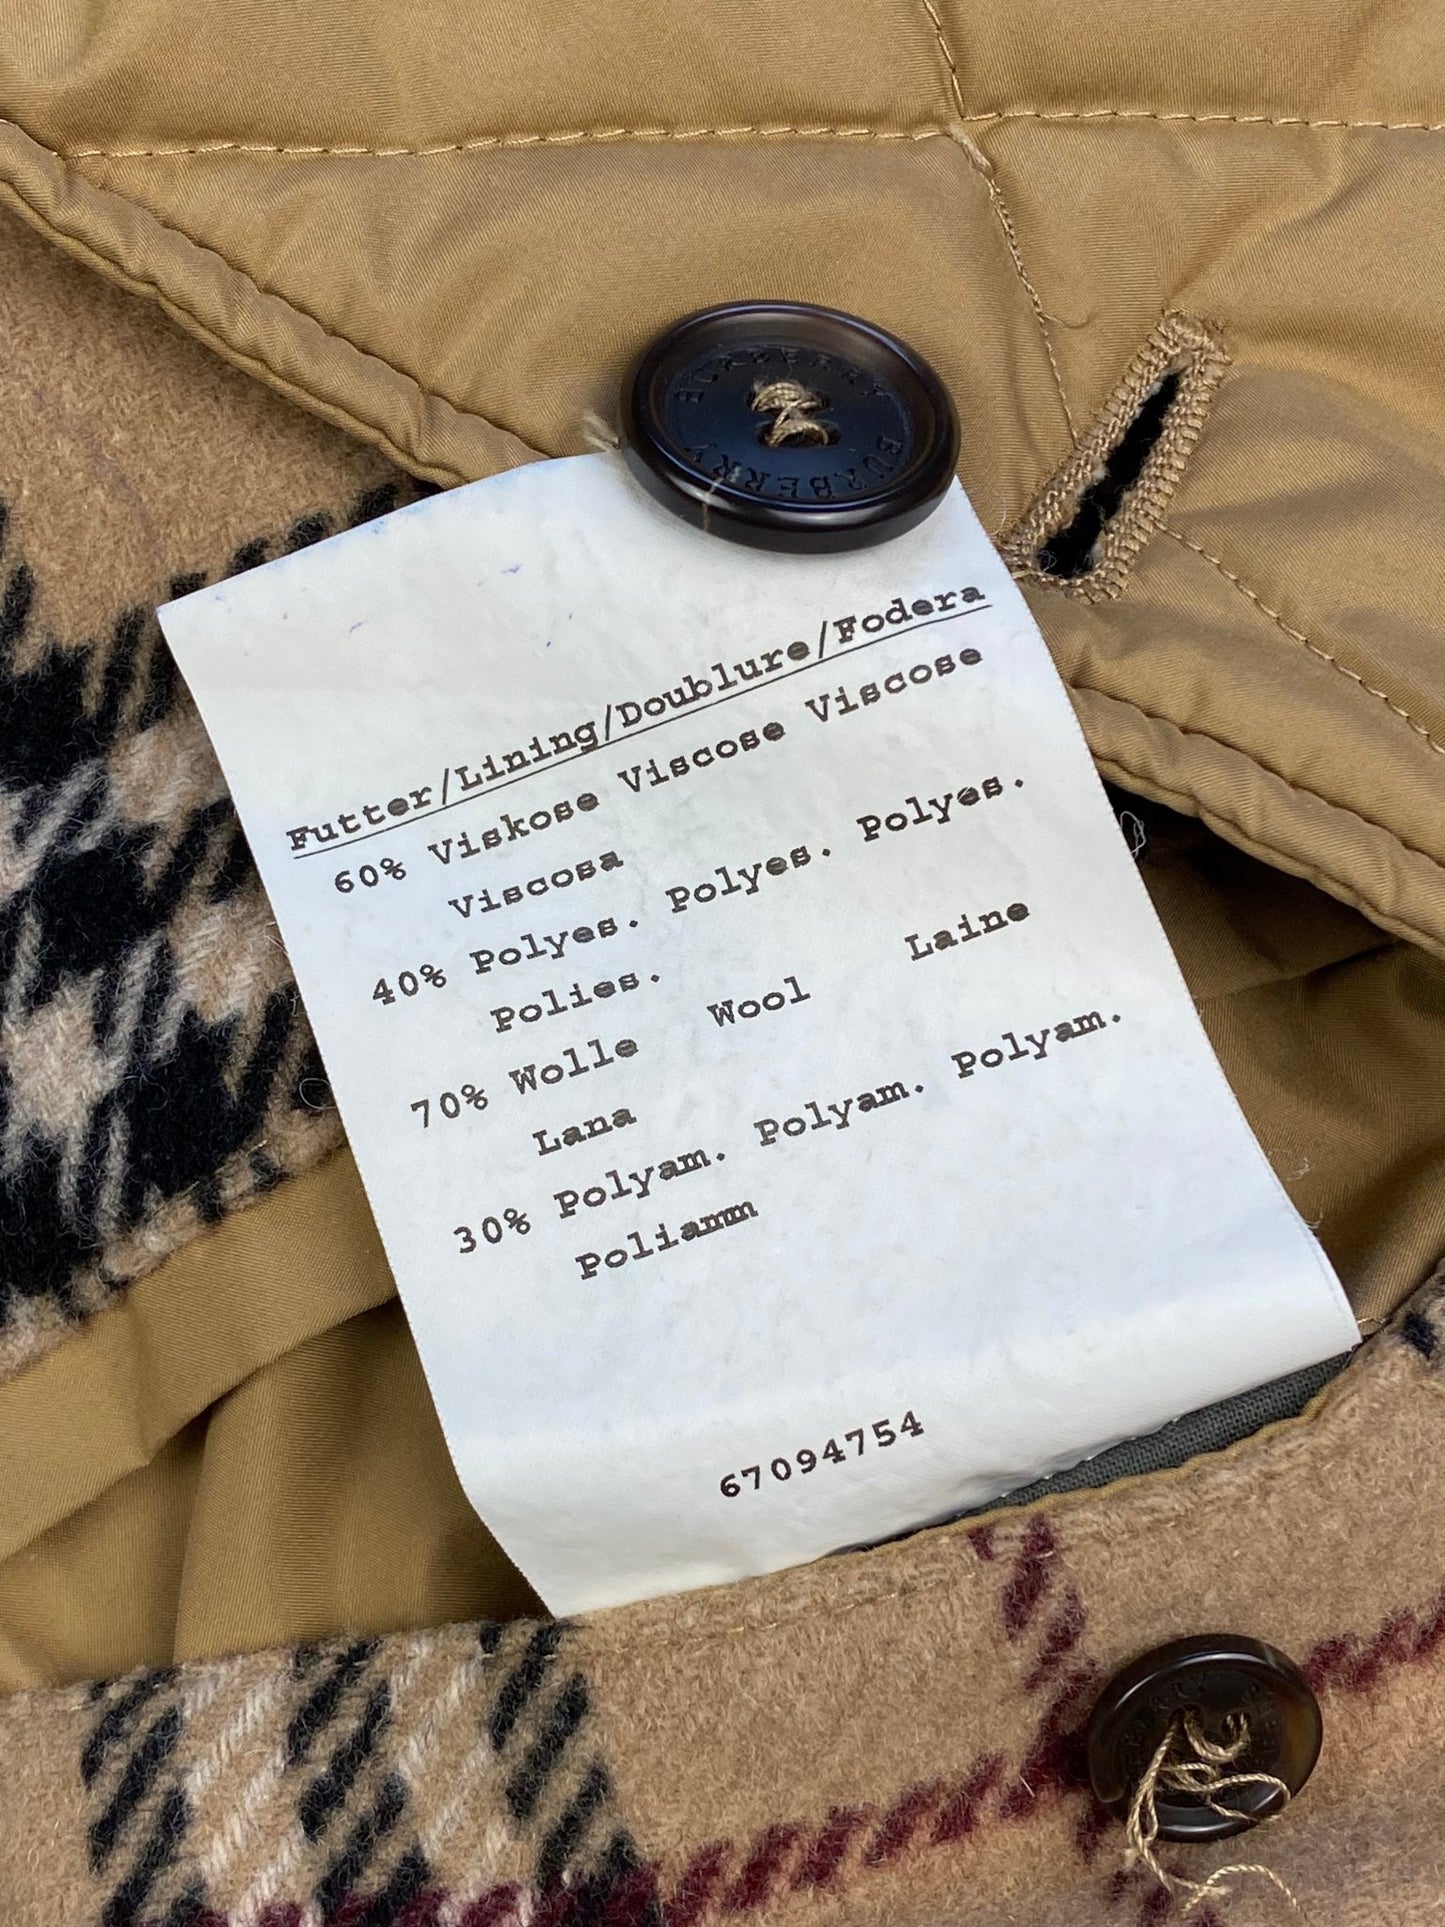 BURBERRY
BURBERRY
Futter/Lining/Doublure/Fodera
60% Viskose Viscose Viscose
Viscosa
40% Polyes. Polyes. Polyes.
Polies.
70% Wolle Wool Laine
Lana
30% Polyam. Polyam. Polyam.
Poliamm
67094754